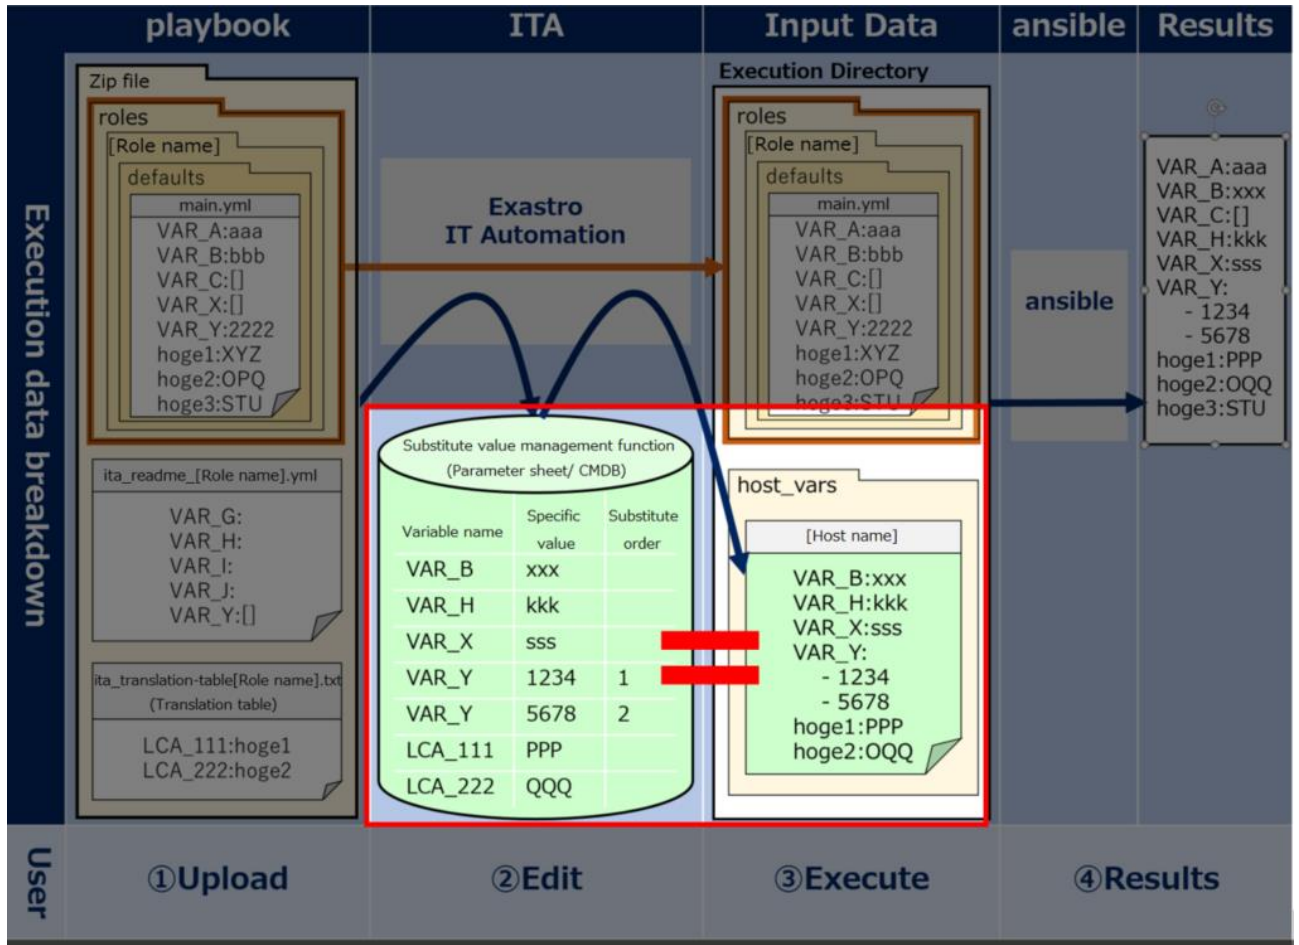 playbook
ITA
Input Data
ansible
Results
Execution data breakdown
Zip file
roles
[Role name]
defaults
main.yml
VAR_A:aaa
VAR_B:bbb
VAR_C:[]
VAR_X:[]
VAR_Y:2222
hoge1:XYZ
hoge2:OPQ
hoge3:STU
ita_readme_[Role name].yml
VAR_G:
VAR_H:
VAR_I:
VAR_J:
VAR_Y:[]
ita_translation-table[Role name].txt
(Translation table)
LCA_111:hoge1
LCA_222:hoge2
Exastro
IT Automation
Substitute value management function
(Parameter sheet/ CMDB)
Variable name Specific value Substitute order
VAR_B xxx
VAR_H kkk
VAR_X sss
VAR_Y 1234 1
VAR_Y 5678 2
LCA_111 PPP
LCA_222 QQQ
Execution Directory
roles
[Role name]
defaults
main.yml
VAR_A:aaa
VAR_B:bbb
VAR_C:[]
VAR_X:[]
VAR_Y:2222
hoge1:XYZ
hoge2:OPQ
hoge3:STU
host_vars
[Host name]
VAR_B:xxx
VAR_H:kkk
VAR_X:sss
VAR_Y:
- 1234
- 5678
hoge1:PPP
hoge2:OQQ
ansible
VAR_A:aaa
VAR_B:xxx
VAR_C:[]
VAR_H:kkk
VAR_X:sss
VAR_Y:
- 1234
- 5678
hoge1:PPP
hoge2:OQQ
hoge3:STU
User
①Upload
②Edit
③Execute
④Results